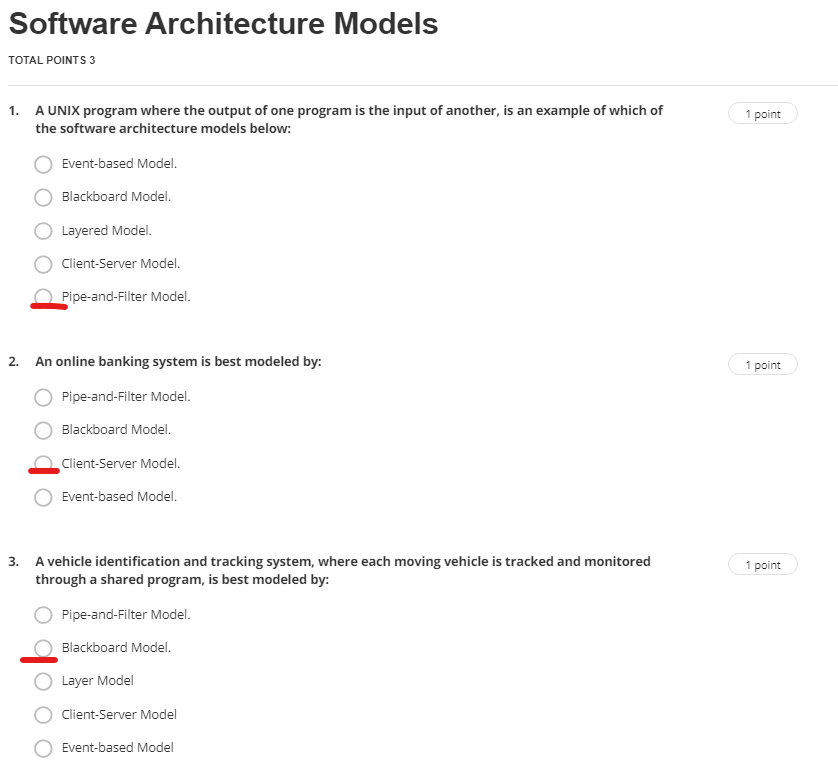 Software Architecture Models
TOTAL POINTS 3
1. A UNIX program where the output of one program is the input of another, is an example of which of
the software architecture models below:
1 point
Event-based Model.
Blackboard Model.
Layered Model.
Client-Server Model.
Pipe-and-Filter Model.
2. An online banking system is best modeled by:
1 point
Pipe-and-Filter Model.
Blackboard Model.
Client-Server Model.
Event-based Model.
3. A vehicle identification and tracking system, where each moving vehicle is tracked and monitored
through a shared program, is best modeled by:
1 point
Pipe-and-Filter Model.
Blackboard Model.
Layer Model
Client-Server Model
Event-based Model